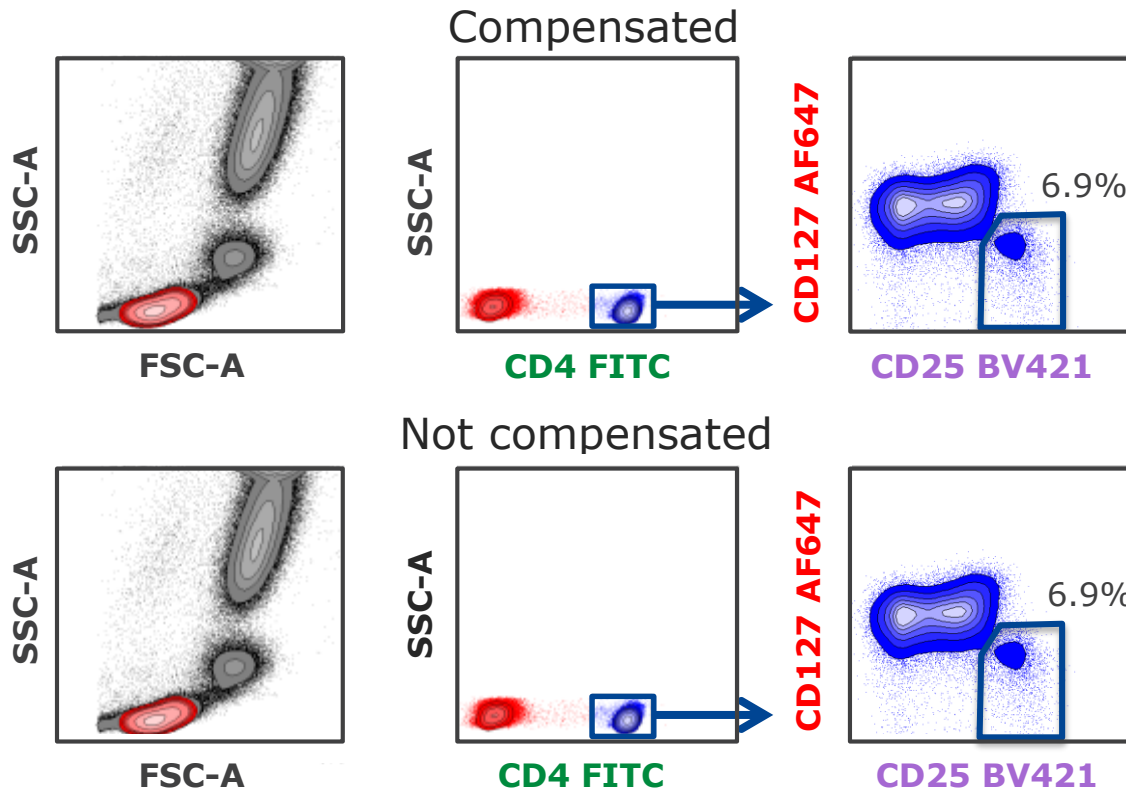 Compensated
SSC-A
FSC-A
SSC-A
CD4 FITC
CD127 AF647
6.9%
CD25 BV421
Not compensated
SSC-A
FSC-A
SSC-A
CD4 FITC
CD127 AF647
6.9%
CD25 BV421